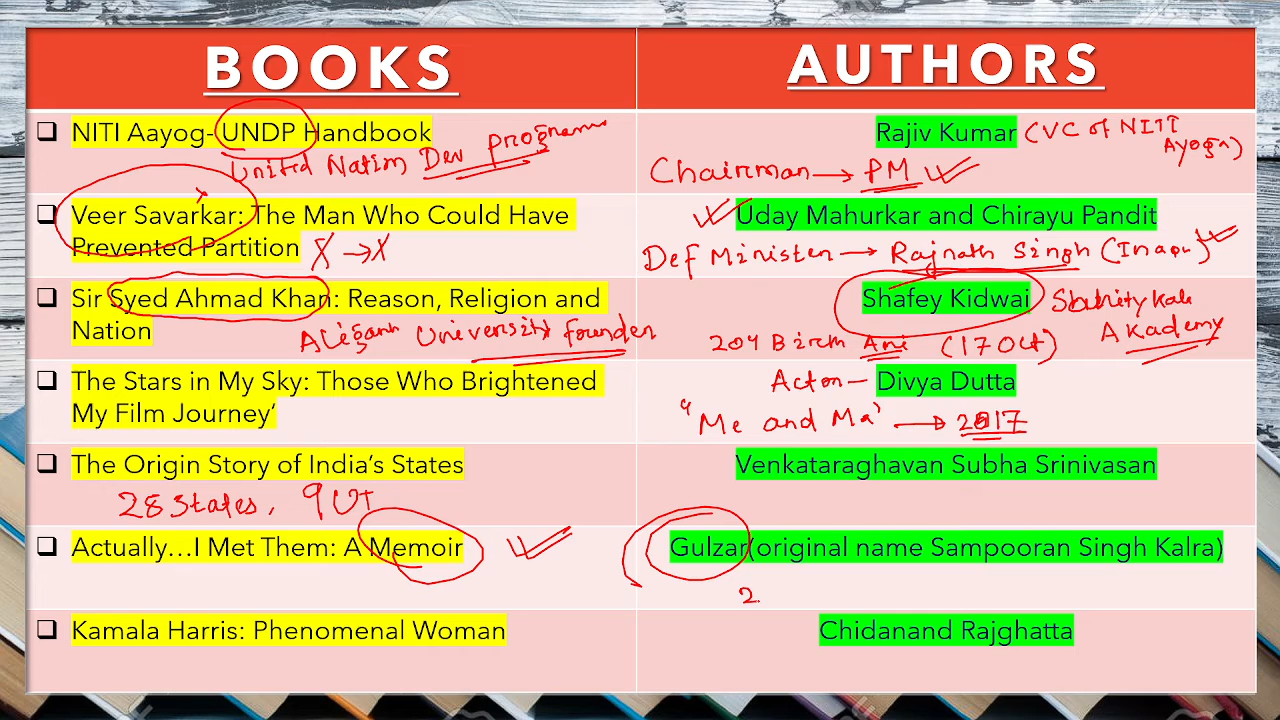 BOOKS
AUTHORS
NITI Aayog- UNDP Handbook
Rajiv Kumar (VC of NITI
Ayoga)
United Nation Dev programe
Chairman → PM
Veer Savarkar: The Man Who Could Have
Prevented Partition
X → X
Uday Mahurkar and Chirayu Pandit
Def Minister → Rajnath Singh (Inagu)
Sir Syed Ahmad Khan: Reason, Religion and
Nation
Aligarh University founder
Shafey Kidwai
Akademy
204 Birth Ani (17 Oct)
The Stars in My Sky: Those Who Brightened
My Film Journey'
Actor – Divya Dutta
"Me and Ma" → 2017
The Origin Story of India's States
28 States, 9 UT
Venkataraghavan Subha Srinivasan
Actually...I Met Them: A Memoir
Gulzar(original name Sampooran Singh Kalra)
2
Kamala Harris: Phenomenal Woman
Chidanand Rajghatta